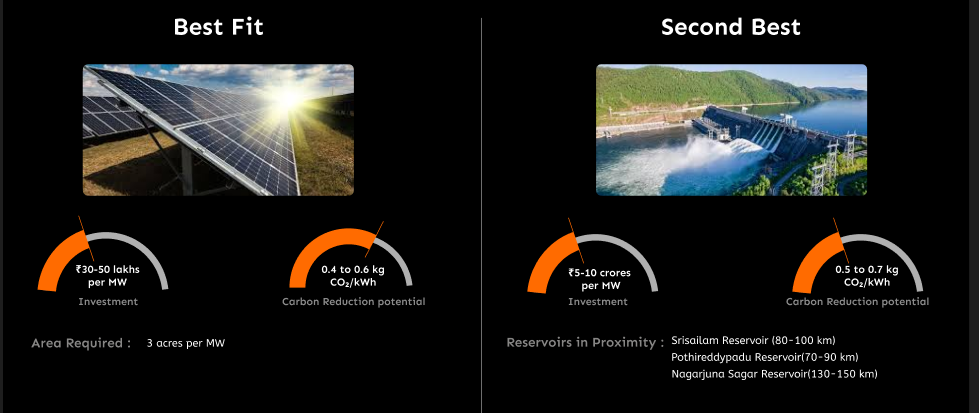 Best Fit
₹30-50 lakhs
per MW
Investment
0.4 to 0.6 kg
CO₂/kWh
Carbon Reduction potential
Area Required : 3 acres per MW
Second Best
₹5-10 crores
per MW
Investment
0.5 to 0.7 kg
CO₂/kWh
Carbon Reduction potential
Reservoirs in Proximity : Srisailam Reservoir (80-100 km)
Pothireddypadu Reservoir(70-90 km)
Nagarjuna Sagar Reservoir(130-150 km)